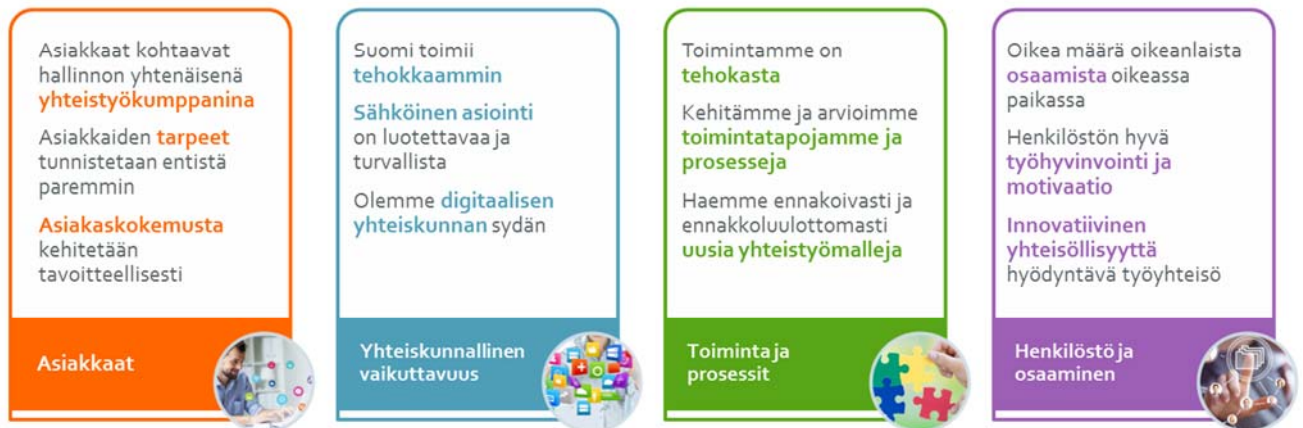 Asiakkaat kohtaavat
hallinnon yhtenäisenä
yhteistyökumppanina
Asiakkaiden tarpeet
tunnistetaan entistä
paremmin
Asiakaskokemusta
kehitetään
tavoitteellisesti
Asiakkaat
Suomi toimii
tehokkaammin
Sähköinen asiointi
on luotettavaa ja
turvallista
Olemme digitaalisen
yhteiskunnan sydän
Yhteiskunnallinen
vaikuttavuus
Toimintamme on
tehokasta
Kehitämme ja arvioimme
toimintatapojamme ja
prosesseja
Haemme ennakoivasti ja
ennakkoluulottomasti
uusia yhteistyömalleja
Toiminta ja
prosessit
Oikea määrä oikeanlaista
osaamista oikeassa
paikassa
Henkilöstön hyvä
työhyvinvointi ja
motivaatio
Innovatiivinen
yhteisöllisyyttä
hyödyntävä työyhteisö
Henkilöstö ja
osaaminen